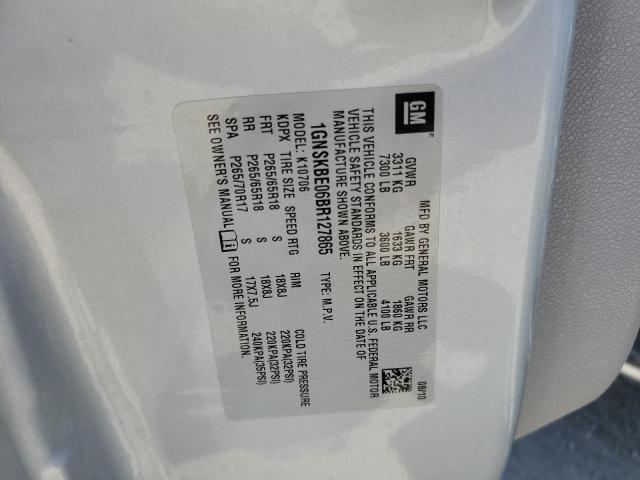 GM
MFD BY GENERAL MOTORS LLC 08/10
GVWR GAWR FRT GAWR RR
3311 KG 1633 KG 1860 KG
7300 LB 3600 LB 4100 LB
THIS VEHICLE CONFORMS TO ALL APPLICABLE U.S. FEDERAL MOTOR
VEHICLE SAFETY STANDARDS IN EFFECT ON THE DATE OF
MANUFACTURE SHOWN ABOVE.
1GNSKBE06BR127865 TYPE: M.P.V.
MODEL: K10706
KDPX TIRE SIZE SPEED RTG RIM COLD TIRE PRESSURE
FRT P265/65R18 S 18X8J 220KPA(32PSI)
RR P265/65R18 S 18X8J 220KPA(32PSI)
SPA P265/70R17 S 17X7.5J 240KPA(35PSI)
SEE OWNER'S MANUAL FOR MORE INFORMATION.